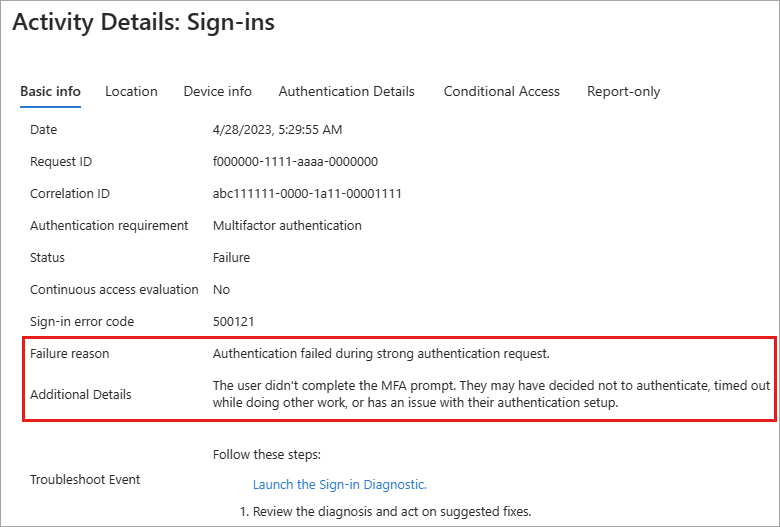 Activity Details: Sign-ins
Basic info Location Device info Authentication Details Conditional Access Report-only
Date 4/28/2023, 5:29:55 AM
Request ID f000000-1111-aaaa-0000000
Correlation ID abc111111-0000-1a11-00001111
Authentication requirement Multifactor authentication
Status Failure
Continuous access evaluation No
Sign-in error code 500121
Failure reason Authentication failed during strong authentication request.
Additional Details The user didn't complete the MFA prompt. They may have decided not to authenticate, timed out
while doing other work, or has an issue with their authentication setup.
Follow these steps:
Troubleshoot Event
Launch the Sign-in Diagnostic.
1. Review the diagnosis and act on suggested fixes.